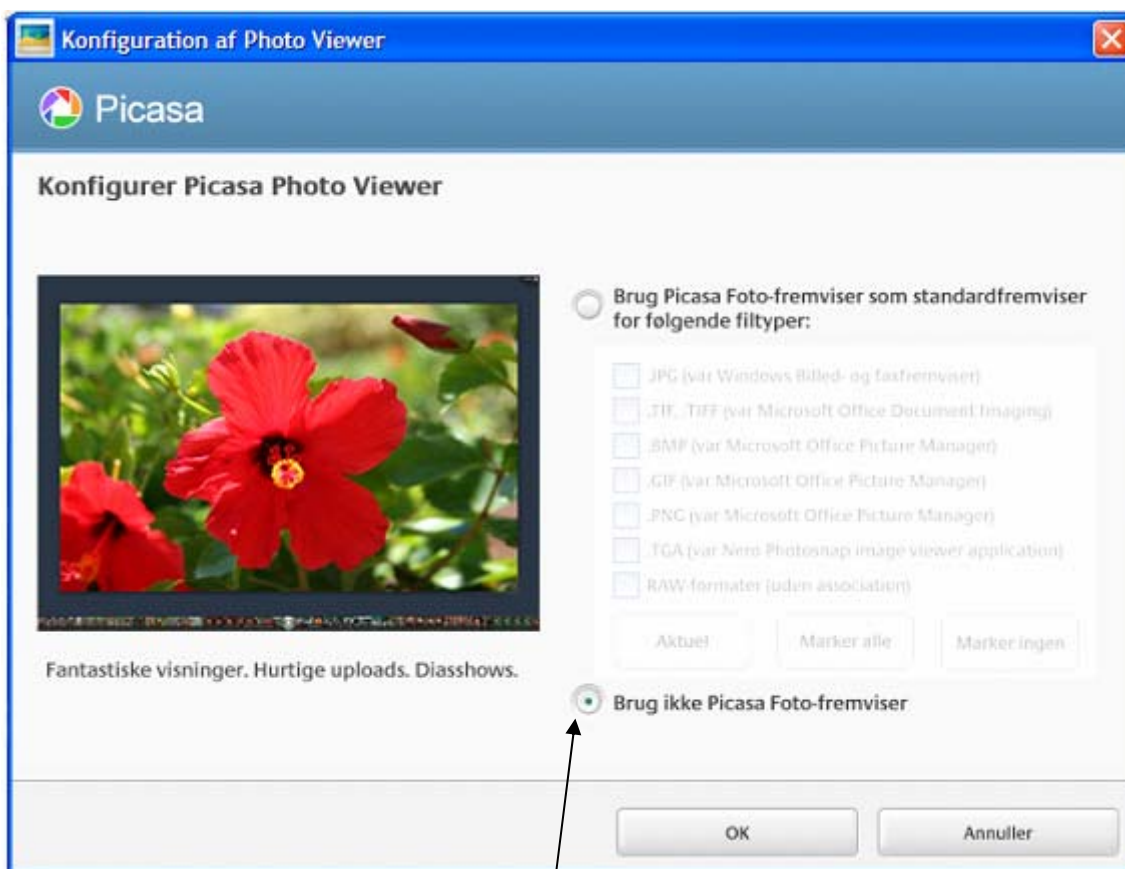 Konfiguration af Photo Viewer
Picasa
Konfigurer Picasa Photo Viewer
Brug Picasa Foto-fremviser som standardfremviser
for følgende filtyper:
.JPG (var Windows Billed- og faxfremviser)
.TIF, .TIFF (var Microsoft Office Document Imaging)
.BMP (var Microsoft Office Picture Manager)
.GIF (var Microsoft Office Picture Manager)
.PNG (var Microsoft Office Picture Manager)
.TGA (var Nero Photosnap image viewer application)
RAW-formater (uden association)
Aktuel Marker alle Marker ingen
Fantastiske visninger. Hurtige uploads. Diasshows.
Brug ikke Picasa Foto-fremviser
OK Annuller